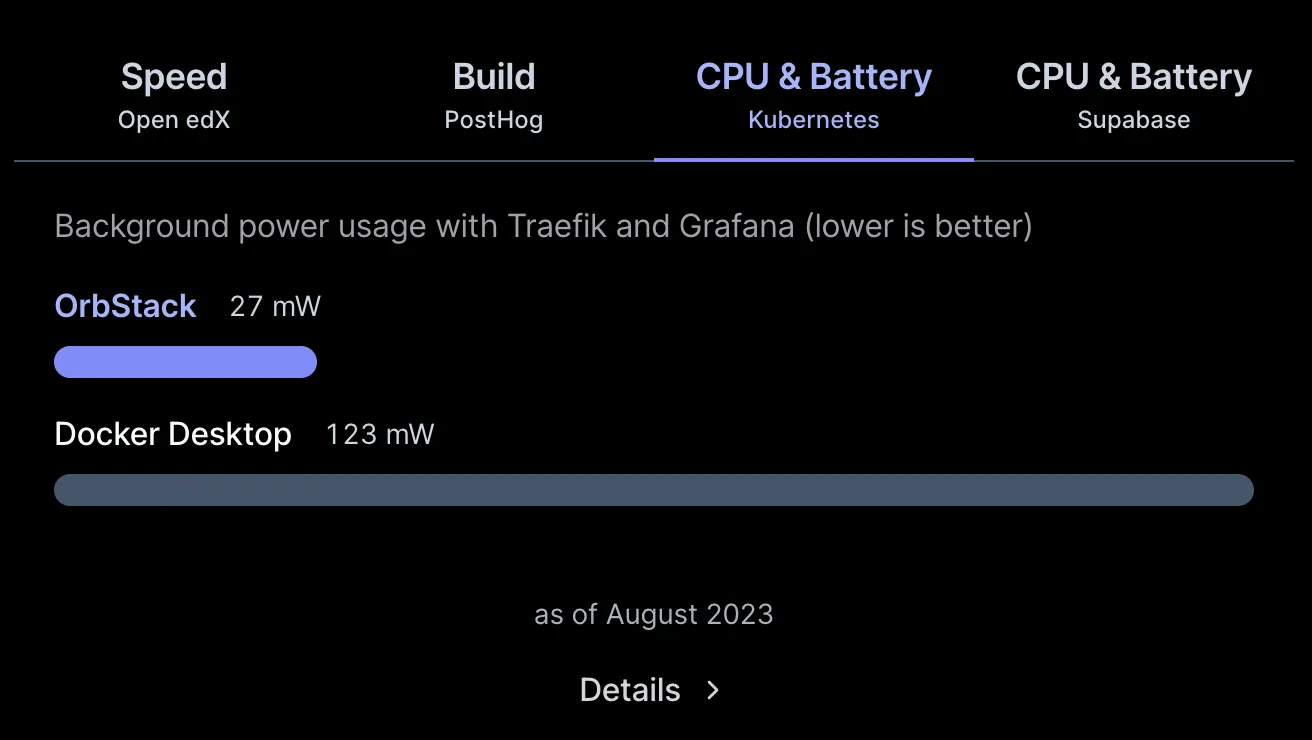 Speed
Open edX
Build
PostHog
CPU & Battery
Kubernetes
CPU & Battery
Supabase
Background power usage with Traefik and Grafana (lower is better)
OrbStack 27 mW
Docker Desktop 123 mW
as of August 2023
Details >